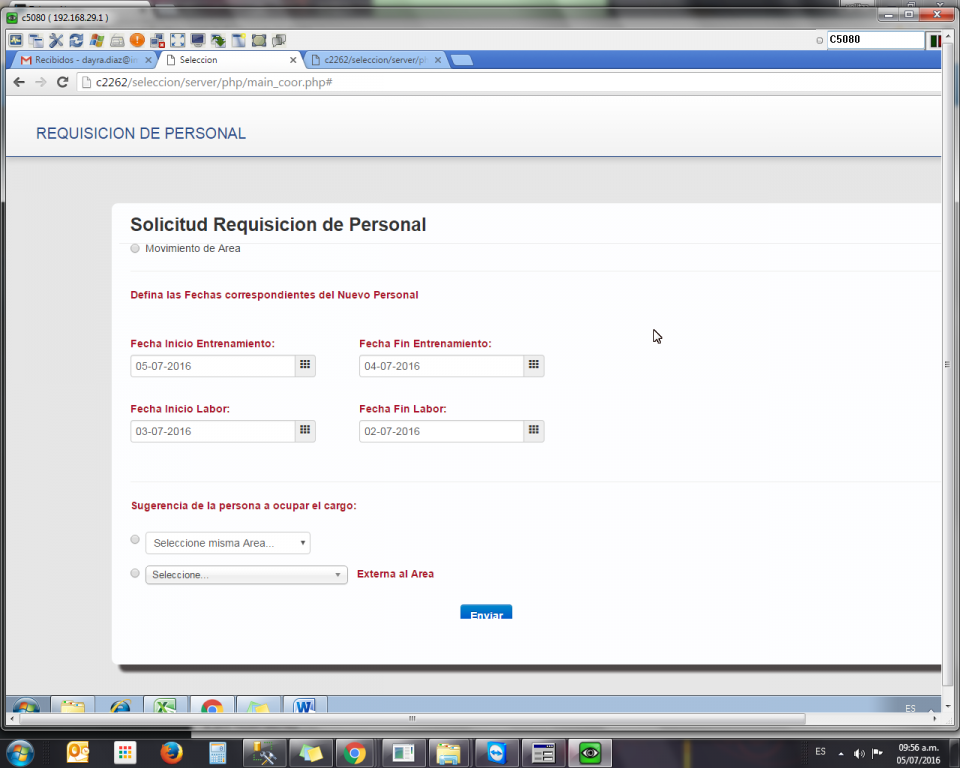 c5080 ( 192.168.29.1 )
C5080
Recibidos - dayra.diaz@
Seleccion
c2262/seleccion/server/p
c2262/seleccion/server/php/main_coor.php#
REQUISICION DE PERSONAL
Solicitud Requisicion de Personal
Movimiento de Area
Defina las Fechas correspondientes del Nuevo Personal
Fecha Inicio Entrenamiento: Fecha Fin Entrenamiento:
05-07-2016 04-07-2016
Fecha Inicio Labor: Fecha Fin Labor:
03-07-2016 02-07-2016
Sugerencia de la persona a ocupar el cargo:
Seleccione misma Area...
Seleccione... Externa al Area
Enviar
ES
ES
09:56 a.m.
05/07/2016